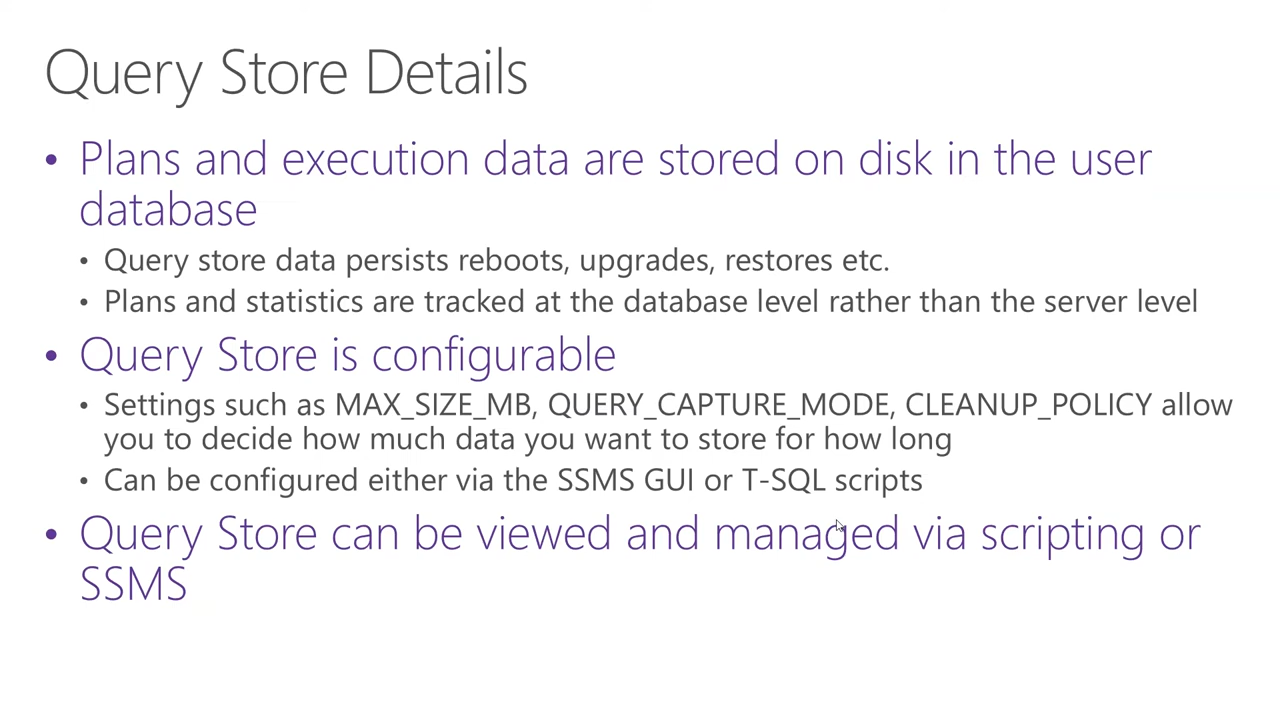 Query Store Details
• Plans and execution data are stored on disk in the user
database
• Query store data persists reboots, upgrades, restores etc.
• Plans and statistics are tracked at the database level rather than the server level
• Query Store is configurable
• Settings such as MAX_SIZE_MB, QUERY_CAPTURE_MODE, CLEANUP_POLICY allow
you to decide how much data you want to store for how long
• Can be configured either via the SSMS GUI or T-SQL scripts
• Query Store can be viewed and managed via scripting or
SSMS